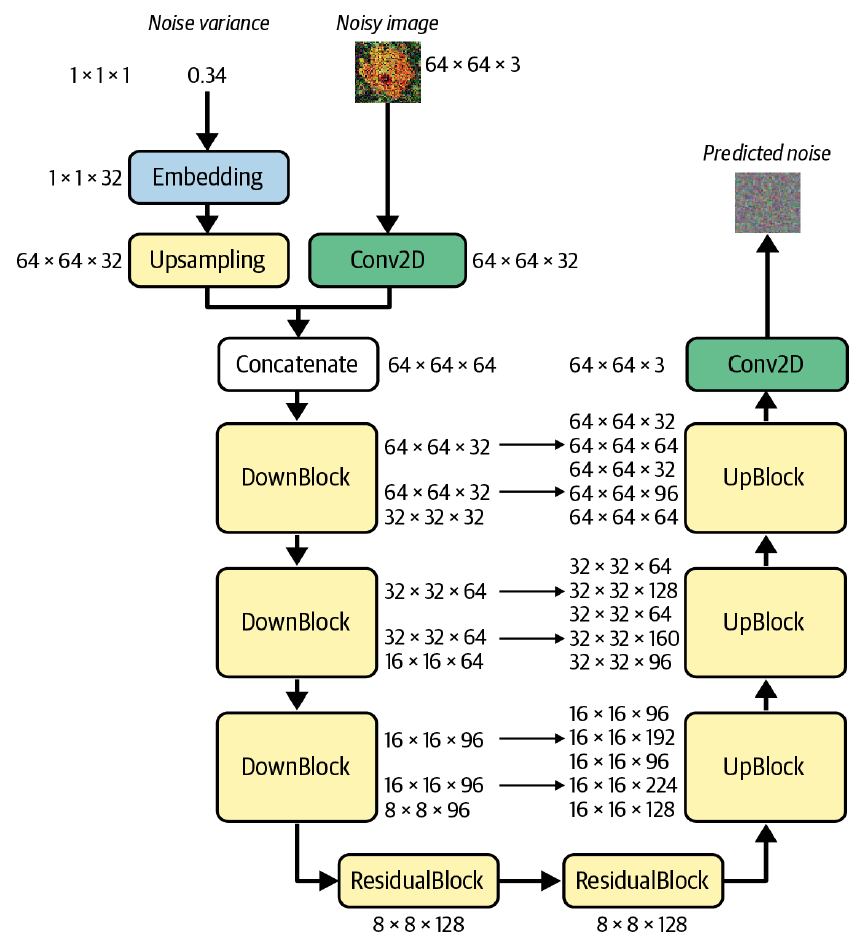 Noise variance
Noisy image
1 × 1 × 1
0.34
64 × 64 × 3
Predicted noise
1 × 1 × 32
Embedding
64 × 64 × 32
Upsampling
Conv2D
64 × 64 × 32
Concatenate
64 × 64 × 64
64 × 64 × 3
Conv2D
DownBlock
64 × 64 × 32
64 × 64 × 32
32 × 32 × 32
64 × 64 × 32
64 × 64 × 64
64 × 64 × 32
64 × 64 × 96
64 × 64 × 64
UpBlock
DownBlock
32 × 32 × 64
32 × 32 × 64
16 × 16 × 64
32 × 32 × 64
32 × 32 × 128
32 × 32 × 64
32 × 32 × 160
32 × 32 × 96
UpBlock
DownBlock
16 × 16 × 96
16 × 16 × 96
8 × 8 × 96
16 × 16 × 96
16 × 16 × 192
16 × 16 × 96
16 × 16 × 224
16 × 16 × 128
UpBlock
ResidualBlock
ResidualBlock
8 × 8 × 128
8 × 8 × 128